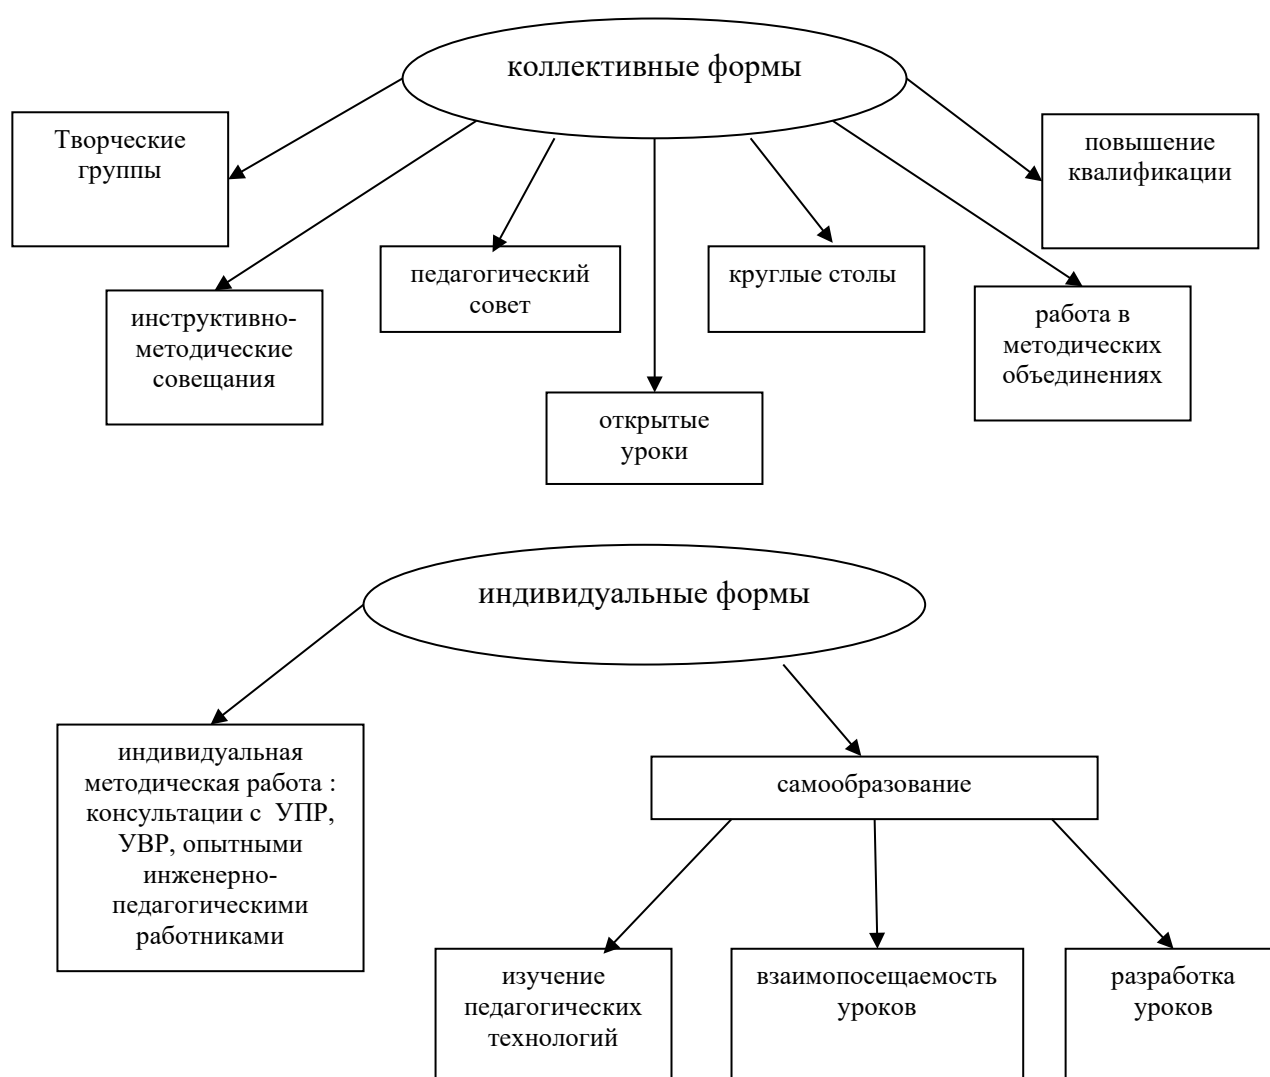 коллективные формы
Творческие
группы
повышение
квалификации
педагогический
совет
круглые столы
инструктивно-
методические
совещания
работа в
методических
объединениях
открытые
уроки
индивидуальные формы
индивидуальная
методическая работа :
консультации с УПР,
УВР, опытными
инженерно-
педагогическими
работниками
самообразование
изучение
педагогических
технологий
взаимопосещаемость
уроков
разработка
уроков